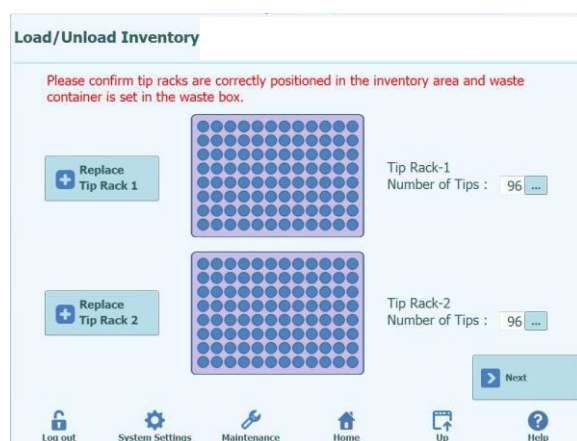 Load/Unload Inventory
Please confirm tip racks are correctly positioned in the inventory area and waste
container is set in the waste box.
Replace
Tip Rack 1
Tip Rack-1
Number of Tips : 96 ...
Replace
Tip Rack 2
Tip Rack-2
Number of Tips : 96 ...
Next
Log out System Settings Maintenance Home Up Help